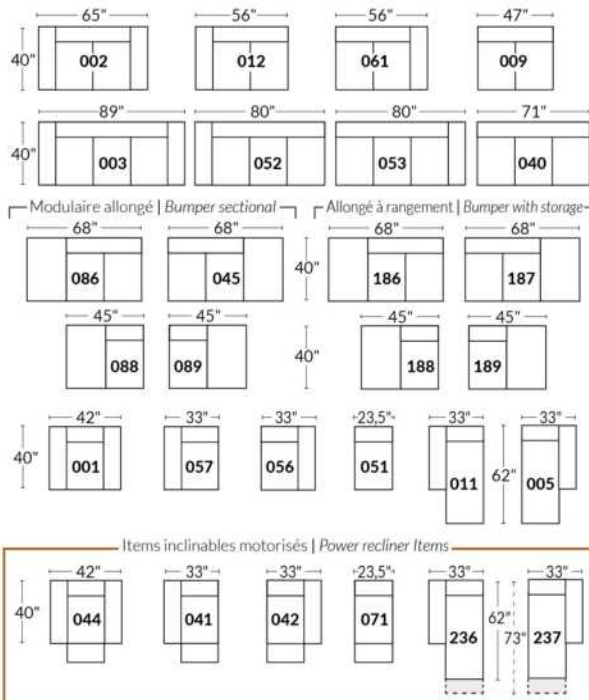 65" 56" 56" 47"
40" 002 012 061 009
89" 80" 80" 71"
40" 003 052 053 040
Modulaire allongé | Bumper sectional Allongé à rangement | Bumper with storage
68" 68" 68" 68"
086 045 40" 186 187
45" 45" 45" 45"
088 089 40" 188 189
42" 33" 33" 23,5" 33" 33"
40" 001 057 056 051 011 62" 005
Items inclinables motorisés | Power recliner Items
42" 33" 33" 23,5" 33" 33"
40" 044 041 042 071 236 62" 73" 237